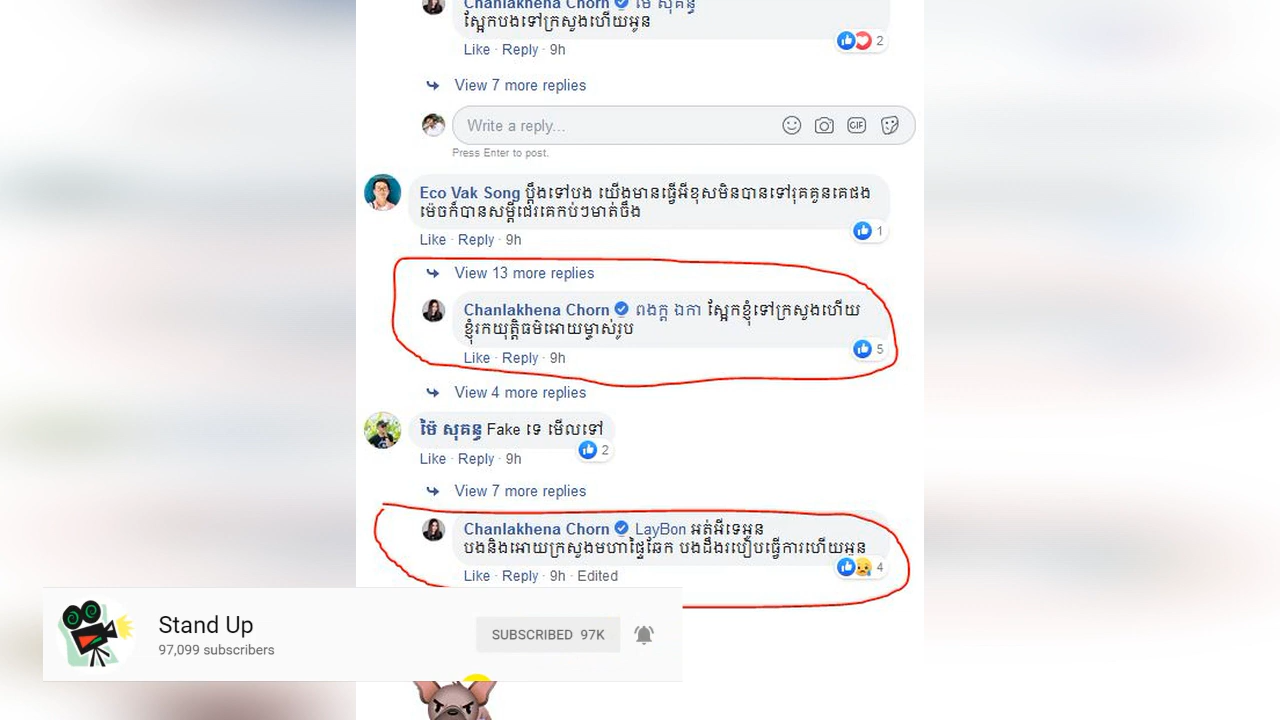 Chanlakhena Chorn ម៉ៃ សុគន្ធ
ស្អែកបងទៅក្រសួងហើយអូន
Like · Reply · 9h
2
View 7 more replies
Write a reply...
GIF
Press Enter to post.
Eco Vak Song ប្ដឹងទៅបង យើងមានធ្វើអីខុសមិនបានទៅរុគគួនគេផង
ម៉េចក៏បានសម្ដីជេរគេកប់ៗមាត់ចឹង
1
Like · Reply · 9h
View 13 more replies
Chanlakhena Chorn ពងក្ត ឯកា ស្អែកខ្ញុំទៅក្រសួងហើយ
ខ្ញុំរកយុត្តិធម៌អោយម្ចាស់រូប
5
Like · Reply · 9h
View 4 more replies
ម៉ៃ សុគន្ធ Fake ទេ មើលទៅ
2
Like · Reply · 9h
View 7 more replies
Chanlakhena Chorn LayBon អត់អីទេអូន
បងនិងអោយក្រសួងមហាផ្ទៃឆែក បងដឹងរបៀបធ្វើការហើយអូន
4
Like · Reply · 9h · Edited
Stand Up
97,099 subscribers
SUBSCRIBED 97K